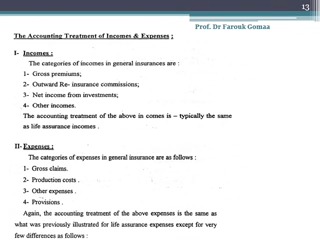 13
Prof. Dr Farouk Gomaa
The Accounting Treatment of Incomes & Expenses :
I- Incomes :
The categories of incomes in general insurances are :
1- Gross premiums;
2- Outward Re- insurance commissions;
3- Net income from investments;
4- Other incomes.
The accounting treatment of the above in comes is – typically the same
as life assurance incomes .
II- Expenses :
The categories of expenses in general insurance are as follows :
1- Gross claims.
2- Production costs .
3- Other expenses .
4- Provisions .
Again, the accounting treatment of the above expenses is the same as
what was previously illustrated for life assurance expenses except for very
few differences as follows :